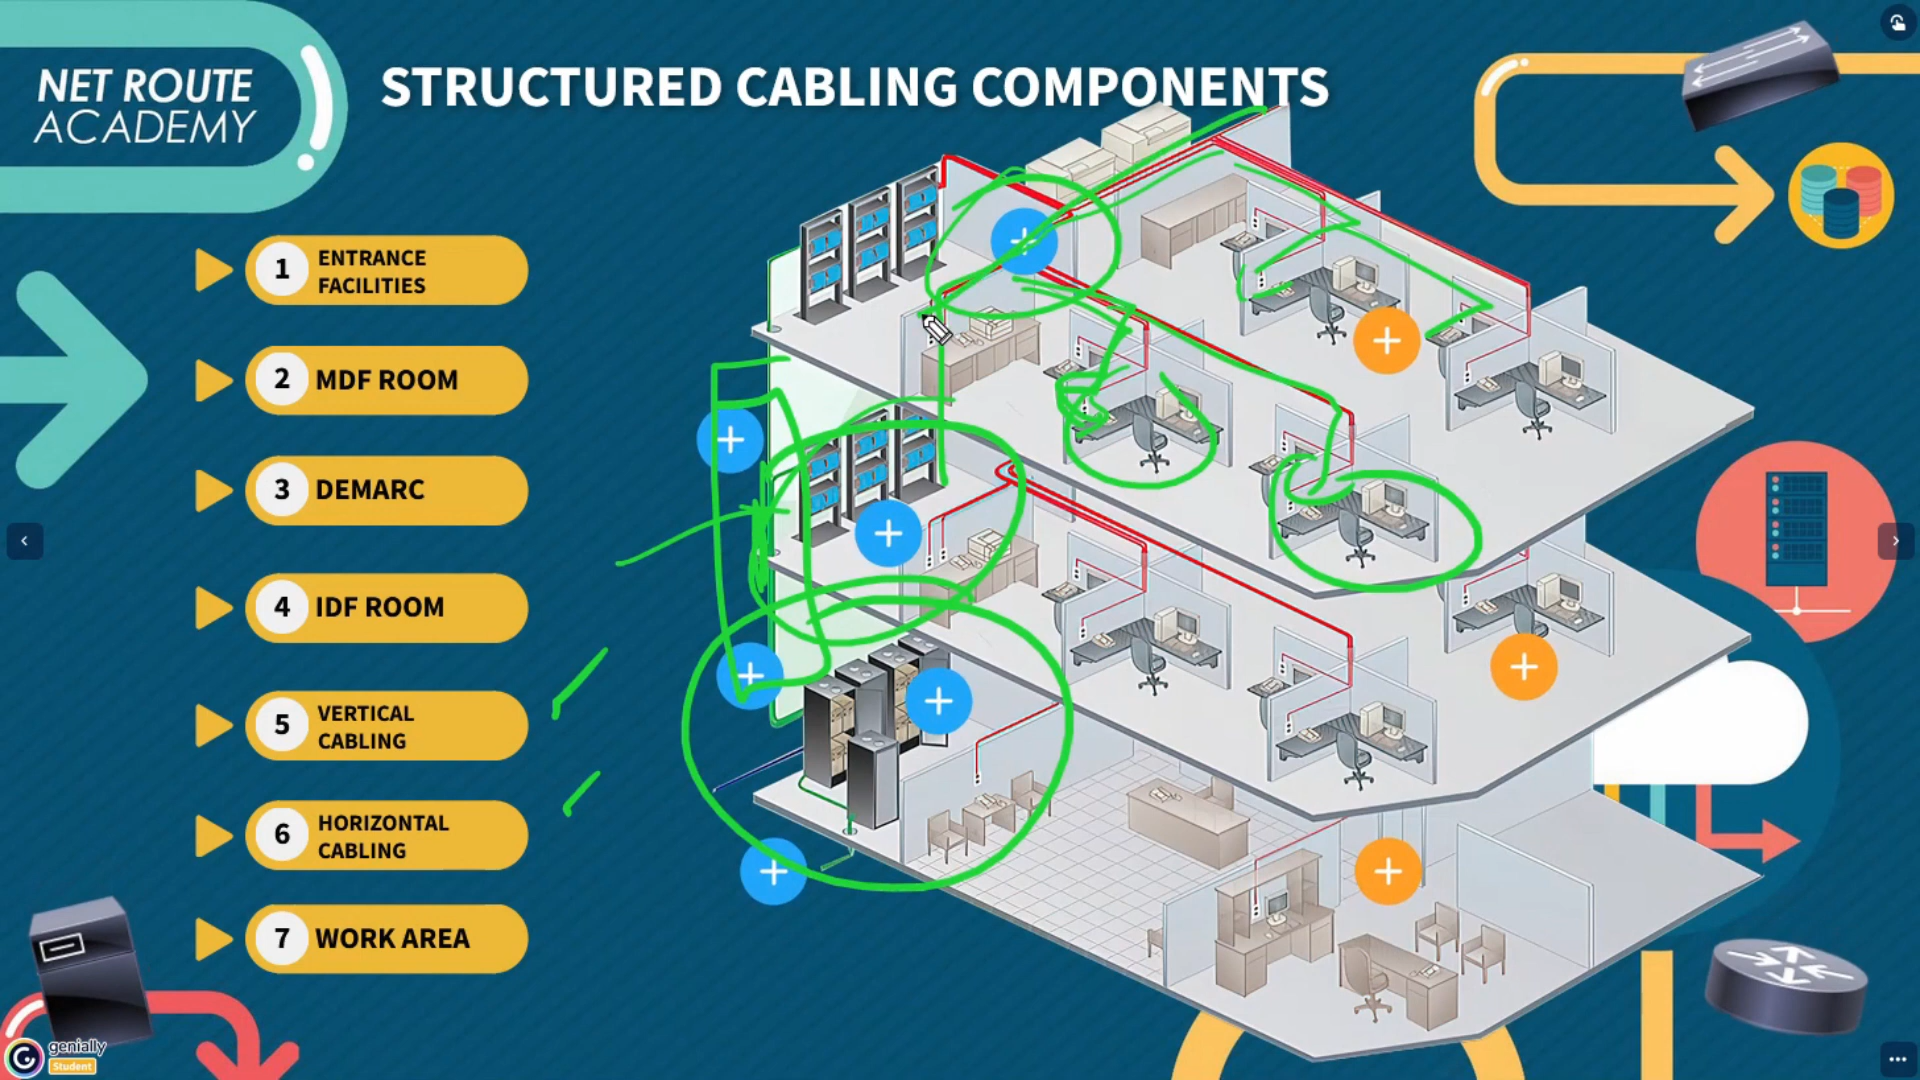 NET ROUTE
ACADEMY
STRUCTURED CABLING COMPONENTS
1 ENTRANCE
FACILITIES
2 MDF ROOM
3 DEMARC
4 IDF ROOM
5 VERTICAL
CABLING
6 HORIZONTAL
CABLING
7 WORK AREA
genially
Student